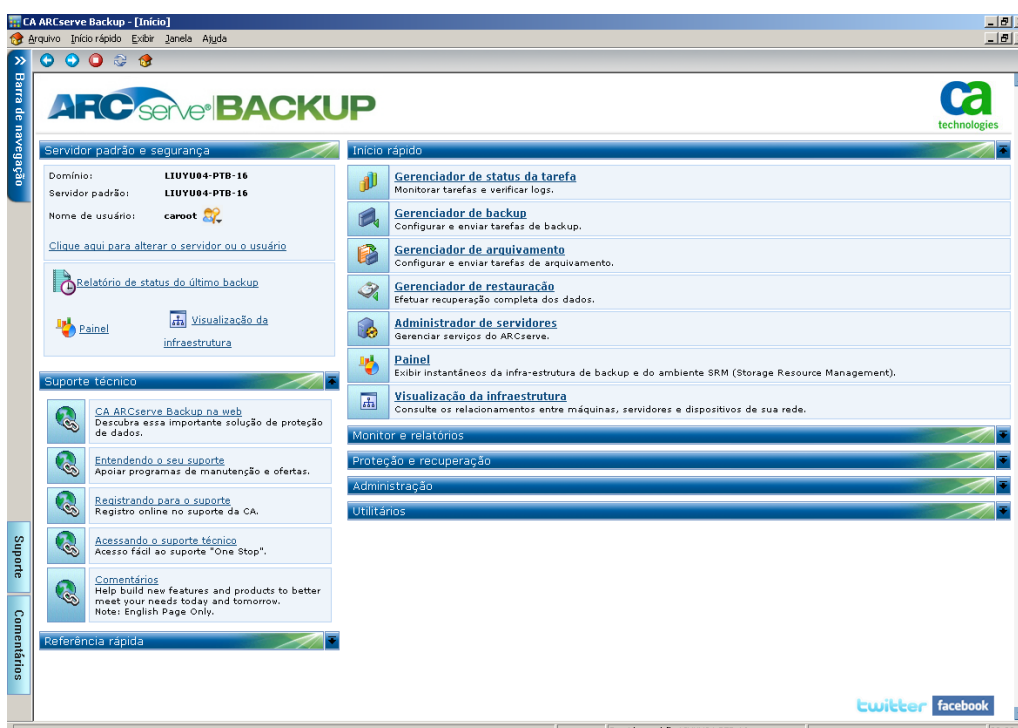 CA ARCserve Backup - [Início]
Arquivo Início rápido Exibir Janela Ajuda
Barra de navegação
ARCserve® BACKUP
ca
technologies
Servidor padrão e segurança
Domínio: LIUYU04-PTB-16
Servidor padrão: LIUYU04-PTB-16
Nome de usuário: caroot
Clique aqui para alterar o servidor ou o usuário
Relatório de status do último backup
Painel
Visualização da
infraestrutura
Suporte técnico
CA ARCserve Backup na web
Descubra essa importante solução de proteção
de dados.
Entendendo o seu suporte
Apoiar programas de manutenção e ofertas.
Registrando para o suporte
Registro online no suporte da CA.
Acessando o suporte técnico
Acesso fácil ao suporte "One Stop".
Comentários
Help build new features and products to better
meet your needs today and tomorrow.
Note: English Page Only.
Referência rápida
Início rápido
Gerenciador de status da tarefa
Monitorar tarefas e verificar logs.
Gerenciador de backup
Configurar e enviar tarefas de backup.
Gerenciador de arquivamento
Configurar e enviar tarefas de arquivamento.
Gerenciador de restauração
Efetuar recuperação completa dos dados.
Administrador de servidores
Gerenciar serviços do ARCserve.
Painel
Exibir instantâneos da infra-estrutura de backup e do ambiente SRM (Storage Resource Management).
Visualização da infraestrutura
Consulte os relacionamentos entre máquinas, servidores e dispositivos de sua rede.
Monitor e relatórios
Proteção e recuperação
Administração
Utilitários
Suporte
Comentários
twitter
facebook